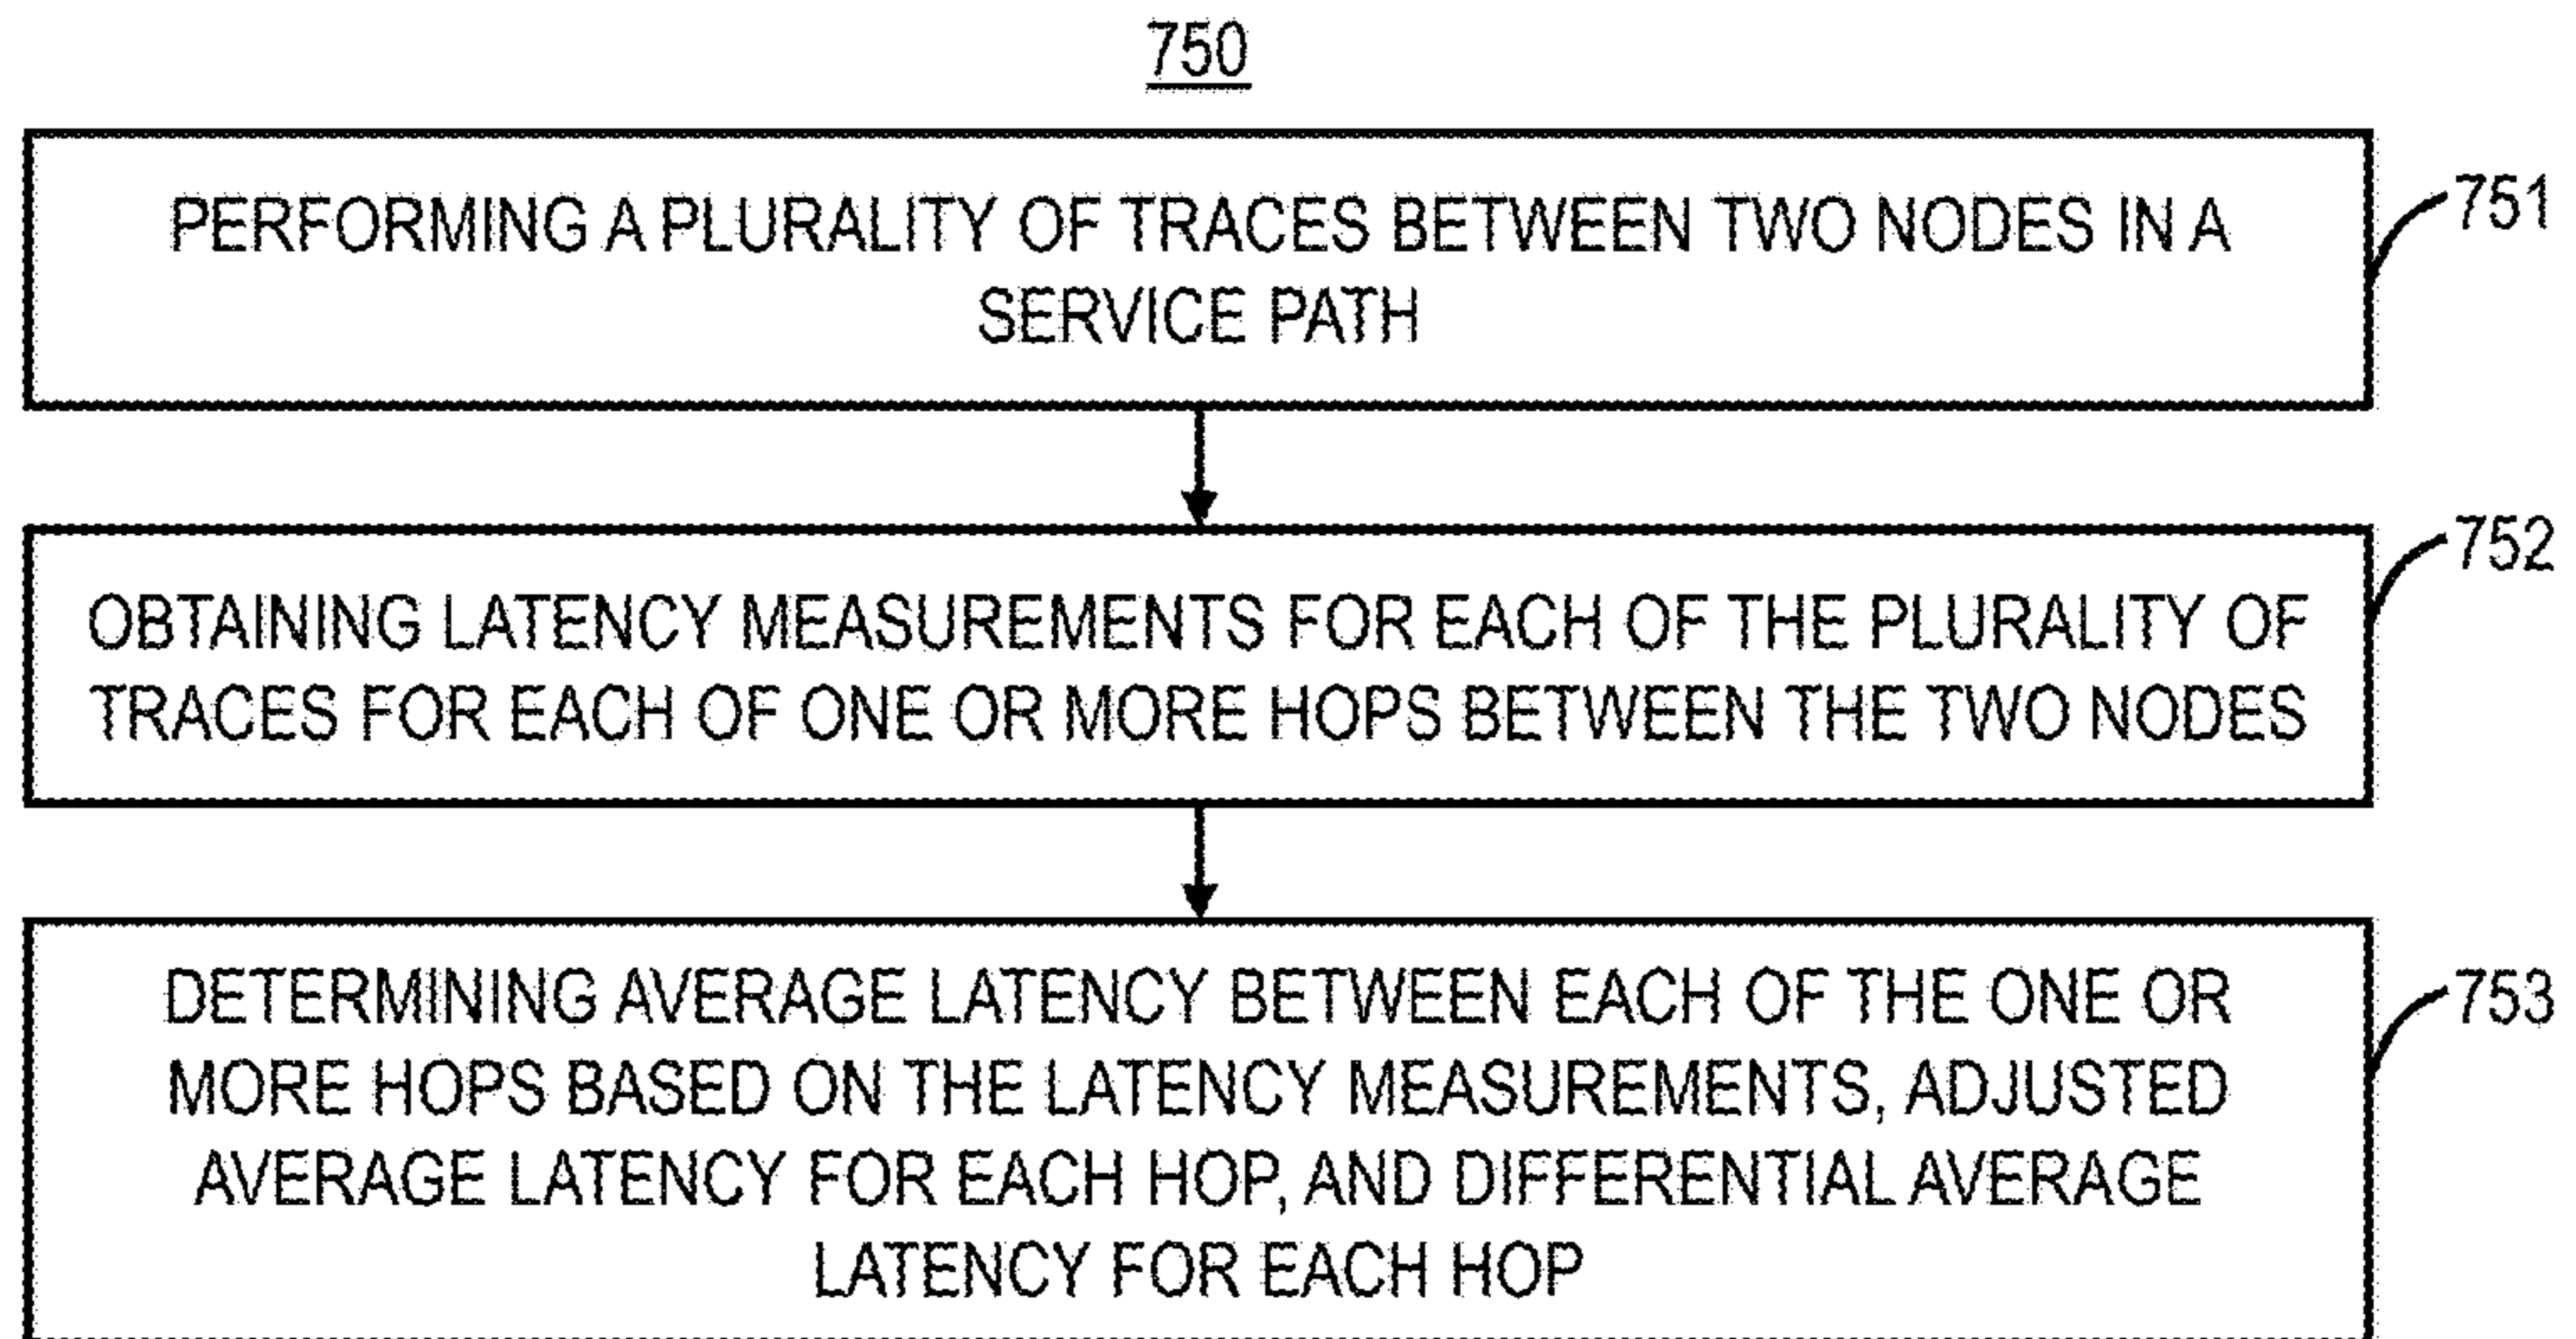 750
PERFORMING A PLURALITY OF TRACES BETWEEN TWO NODES IN A
SERVICE PATH
751
OBTAINING LATENCY MEASUREMENTS FOR EACH OF THE PLURALITY OF
TRACES FOR EACH OF ONE OR MORE HOPS BETWEEN THE TWO NODES
752
DETERMINING AVERAGE LATENCY BETWEEN EACH OF THE ONE OR
MORE HOPS BASED ON THE LATENCY MEASUREMENTS, ADJUSTED
AVERAGE LATENCY FOR EACH HOP, AND DIFFERENTIAL AVERAGE
LATENCY FOR EACH HOP
753